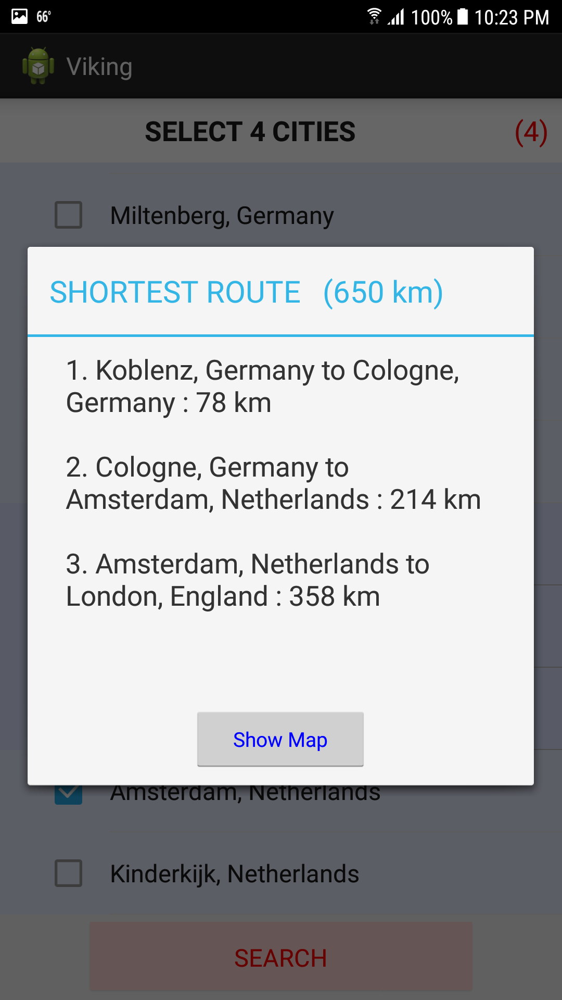 66°
100% 10:23 PM
Viking
SELECT 4 CITIES (4)
Miltenberg, Germany
SHORTEST ROUTE (650 km)
1. Koblenz, Germany to Cologne,
Germany : 78 km
2. Cologne, Germany to
Amsterdam, Netherlands : 214 km
3. Amsterdam, Netherlands to
London, England : 358 km
Show Map
Amsterdam, Netherlands
Kinderkijk, Netherlands
SEARCH